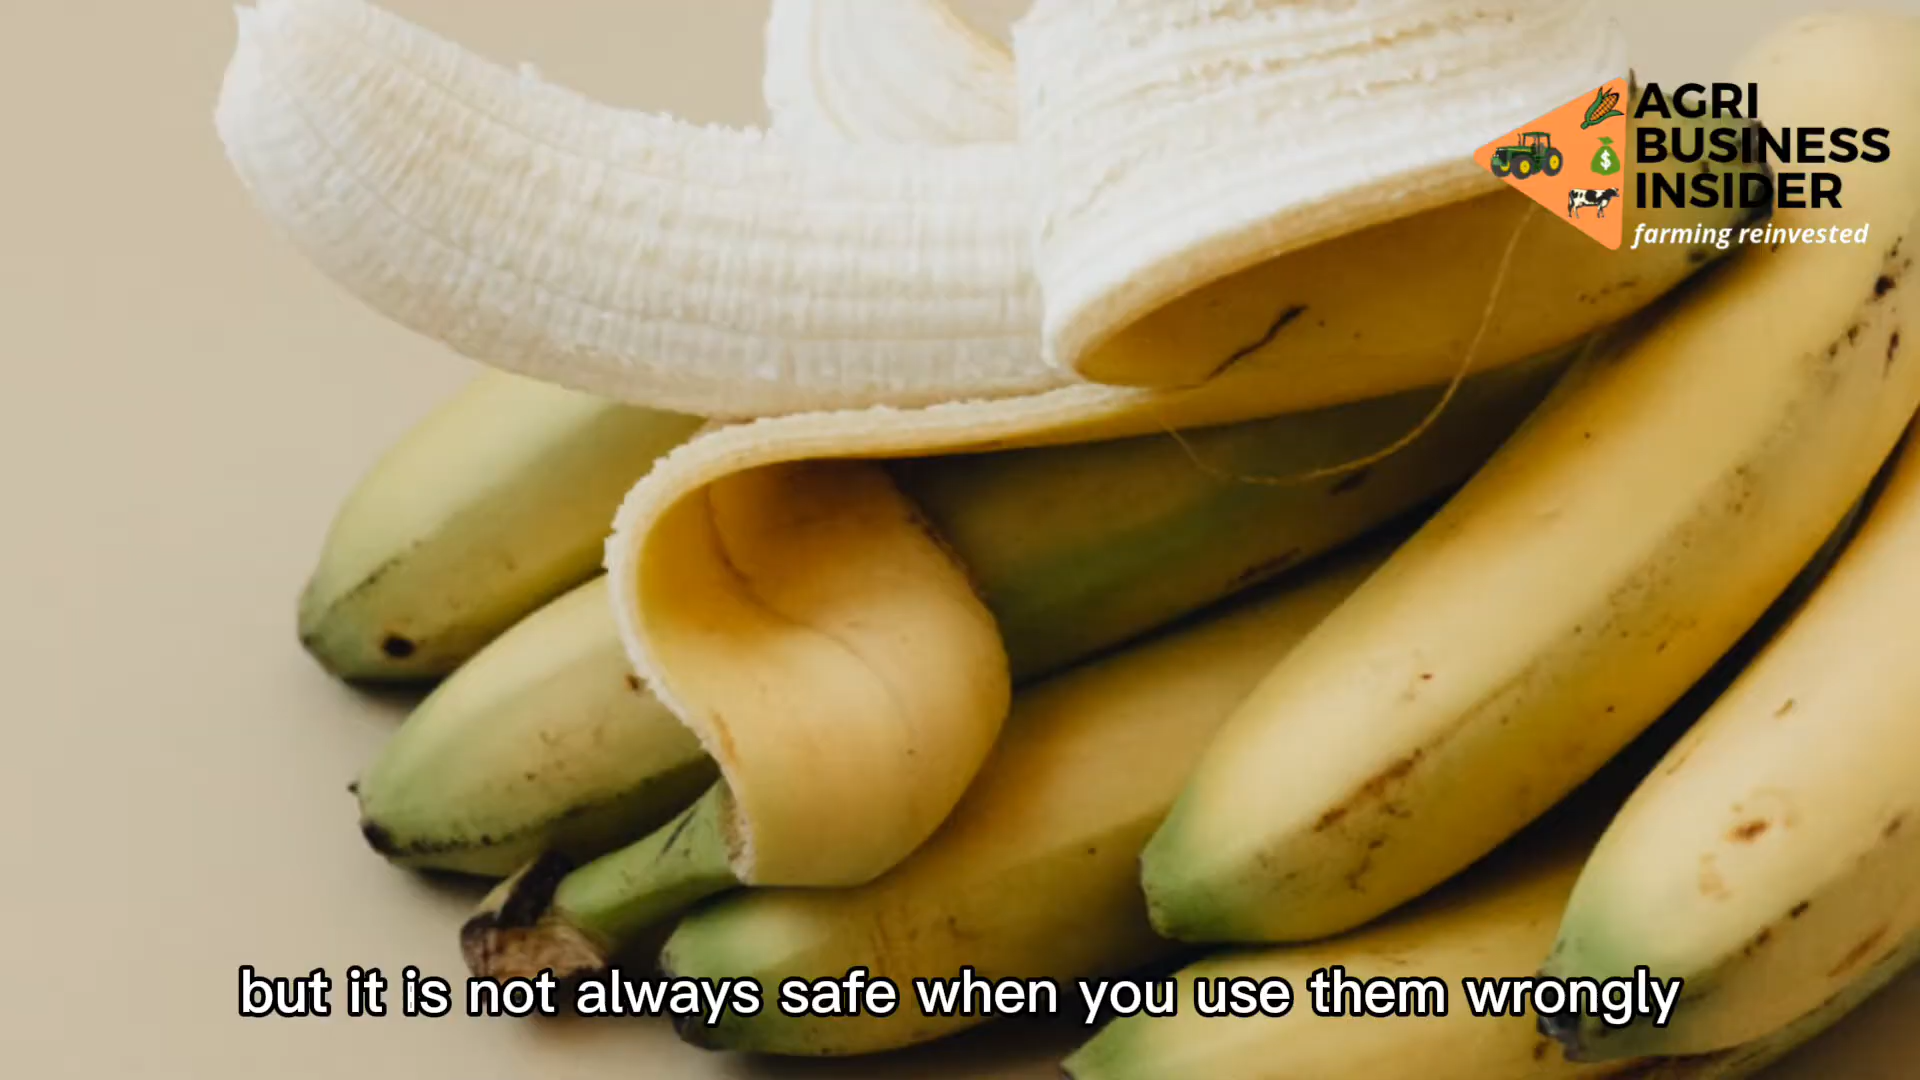 AGRI
BUSINESS
INSIDER
farming reinvested
$
but it is not always safe when you use them wrongly